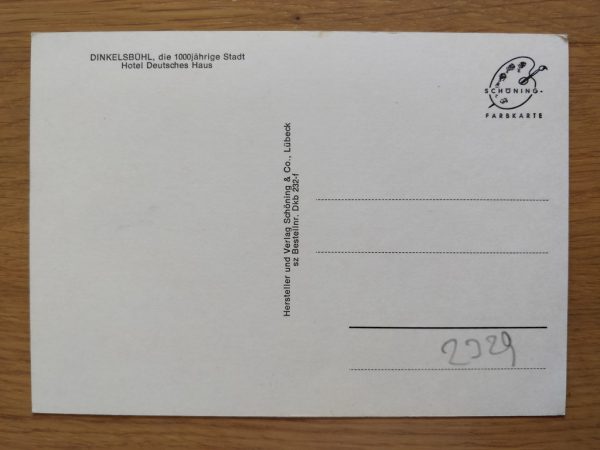 DINKELSBÜHL, die 1000jährige Stadt
Hotel Deutsches Haus
SCHÖNING
FARBKARTE
Hersteller und Verlag Schöning & Co., Lübeck
sz Bestellnr. Dkb 232-f
2329